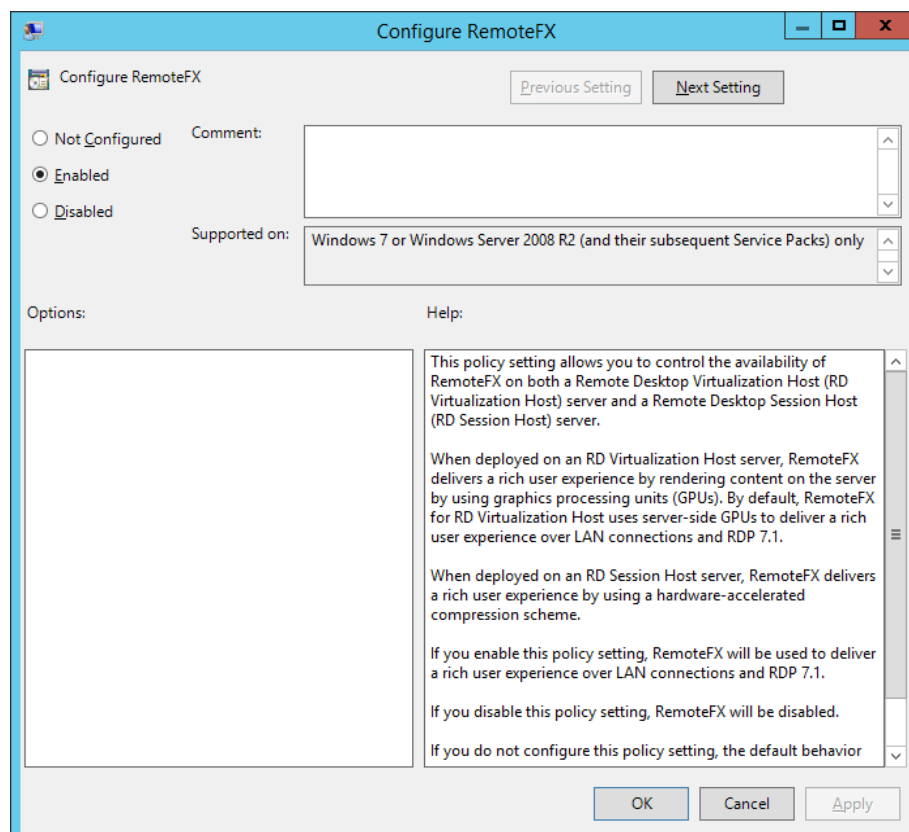 Configure RemoteFX
Configure RemoteFX
Previous Setting
Next Setting
Not Configured
Comment:
Enabled
Disabled
Supported on:
Windows 7 or Windows Server 2008 R2 (and their subsequent Service Packs) only
Options:
Help:
This policy setting allows you to control the availability of
RemoteFX on both a Remote Desktop Virtualization Host (RD
Virtualization Host) server and a Remote Desktop Session Host
(RD Session Host) server.
When deployed on an RD Virtualization Host server, RemoteFX
delivers a rich user experience by rendering content on the server
by using graphics processing units (GPUs). By default, RemoteFX
for RD Virtualization Host uses server-side GPUs to deliver a rich
user experience over LAN connections and RDP 7.1.
When deployed on an RD Session Host server, RemoteFX delivers
a rich user experience by using a hardware-accelerated
compression scheme.
If you enable this policy setting, RemoteFX will be used to deliver
a rich user experience over LAN connections and RDP 7.1.
If you disable this policy setting, RemoteFX will be disabled.
If you do not configure this policy setting, the default behavior
OK
Cancel
Apply